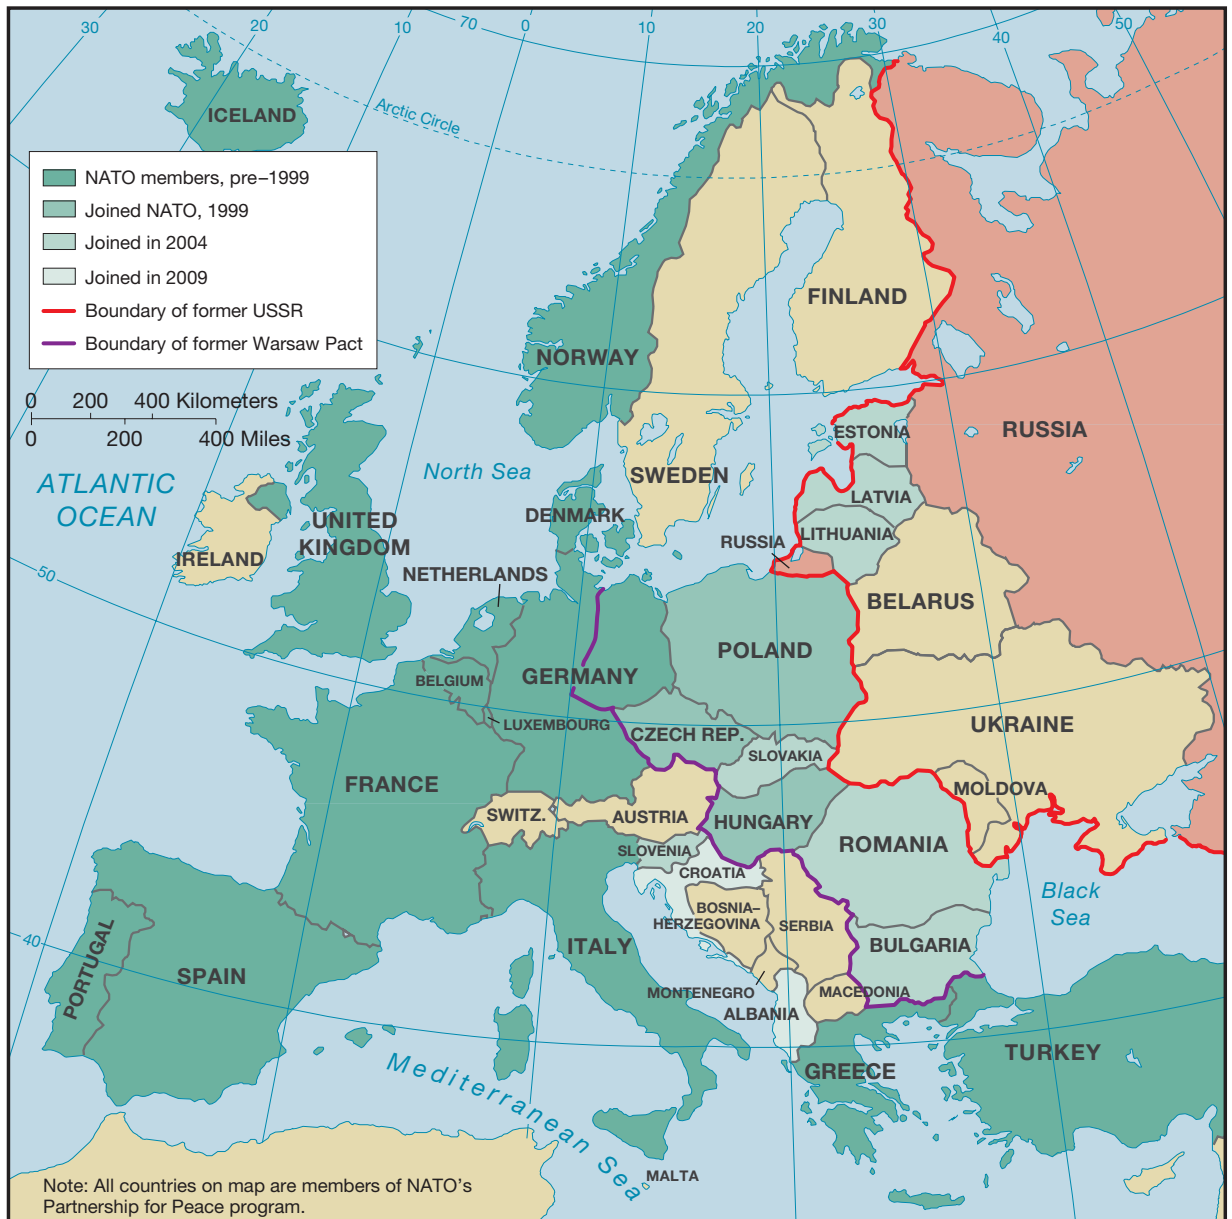 30
20
10
70
0
10
20
30
40
50
ICELAND
Arctic Circle
NATO members, pre–1999
Joined NATO, 1999
Joined in 2004
Joined in 2009
Boundary of former USSR
Boundary of former Warsaw Pact
0 200 400 Kilometers
0 200 400 Miles
FINLAND
NORWAY
SWEDEN
ESTONIA
RUSSIA
LATVIA
LITHUANIA
RUSSIA
North Sea
ATLANTIC
OCEAN
DENMARK
UNITED
KINGDOM
IRELAND
NETHERLANDS
50
BELARUS
POLAND
GERMANY
BELGIUM
LUXEMBOURG
CZECH REP.
UKRAINE
SLOVAKIA
FRANCE
MOLDOVA
SWITZ.
AUSTRIA
HUNGARY
ROMANIA
SLOVENIA
CROATIA
Black
Sea
BOSNIA–
HERZEGOVINA
SERBIA
BULGARIA
ITALY
40
PORTUGAL
SPAIN
MONTENEGRO
MACEDONIA
ALBANIA
GREECE
TURKEY
Mediterranean Sea
MALTA
Note: All countries on map are members of NATO's
Partnership for Peace program.